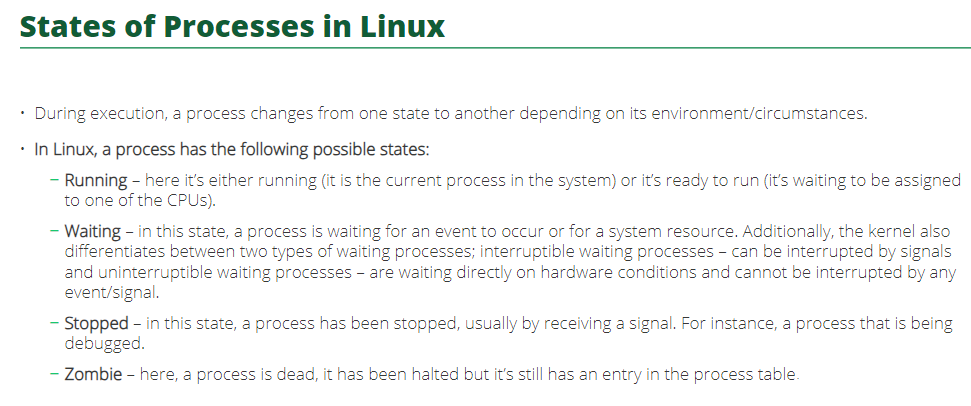 States of Processes in Linux
• During execution, a process changes from one state to another depending on its environment/circumstances.
• In Linux, a process has the following possible states:
– Running – here it's either running (it is the current process in the system) or it's ready to run (it's waiting to be assigned
to one of the CPUs).
– Waiting – in this state, a process is waiting for an event to occur or for a system resource. Additionally, the kernel also
differentiates between two types of waiting processes; interruptible waiting processes – can be interrupted by signals
and uninterruptible waiting processes – are waiting directly on hardware conditions and cannot be interrupted by any
event/signal.
– Stopped – in this state, a process has been stopped, usually by receiving a signal. For instance, a process that is being
debugged.
– Zombie – here, a process is dead, it has been halted but it's still has an entry in the process table.